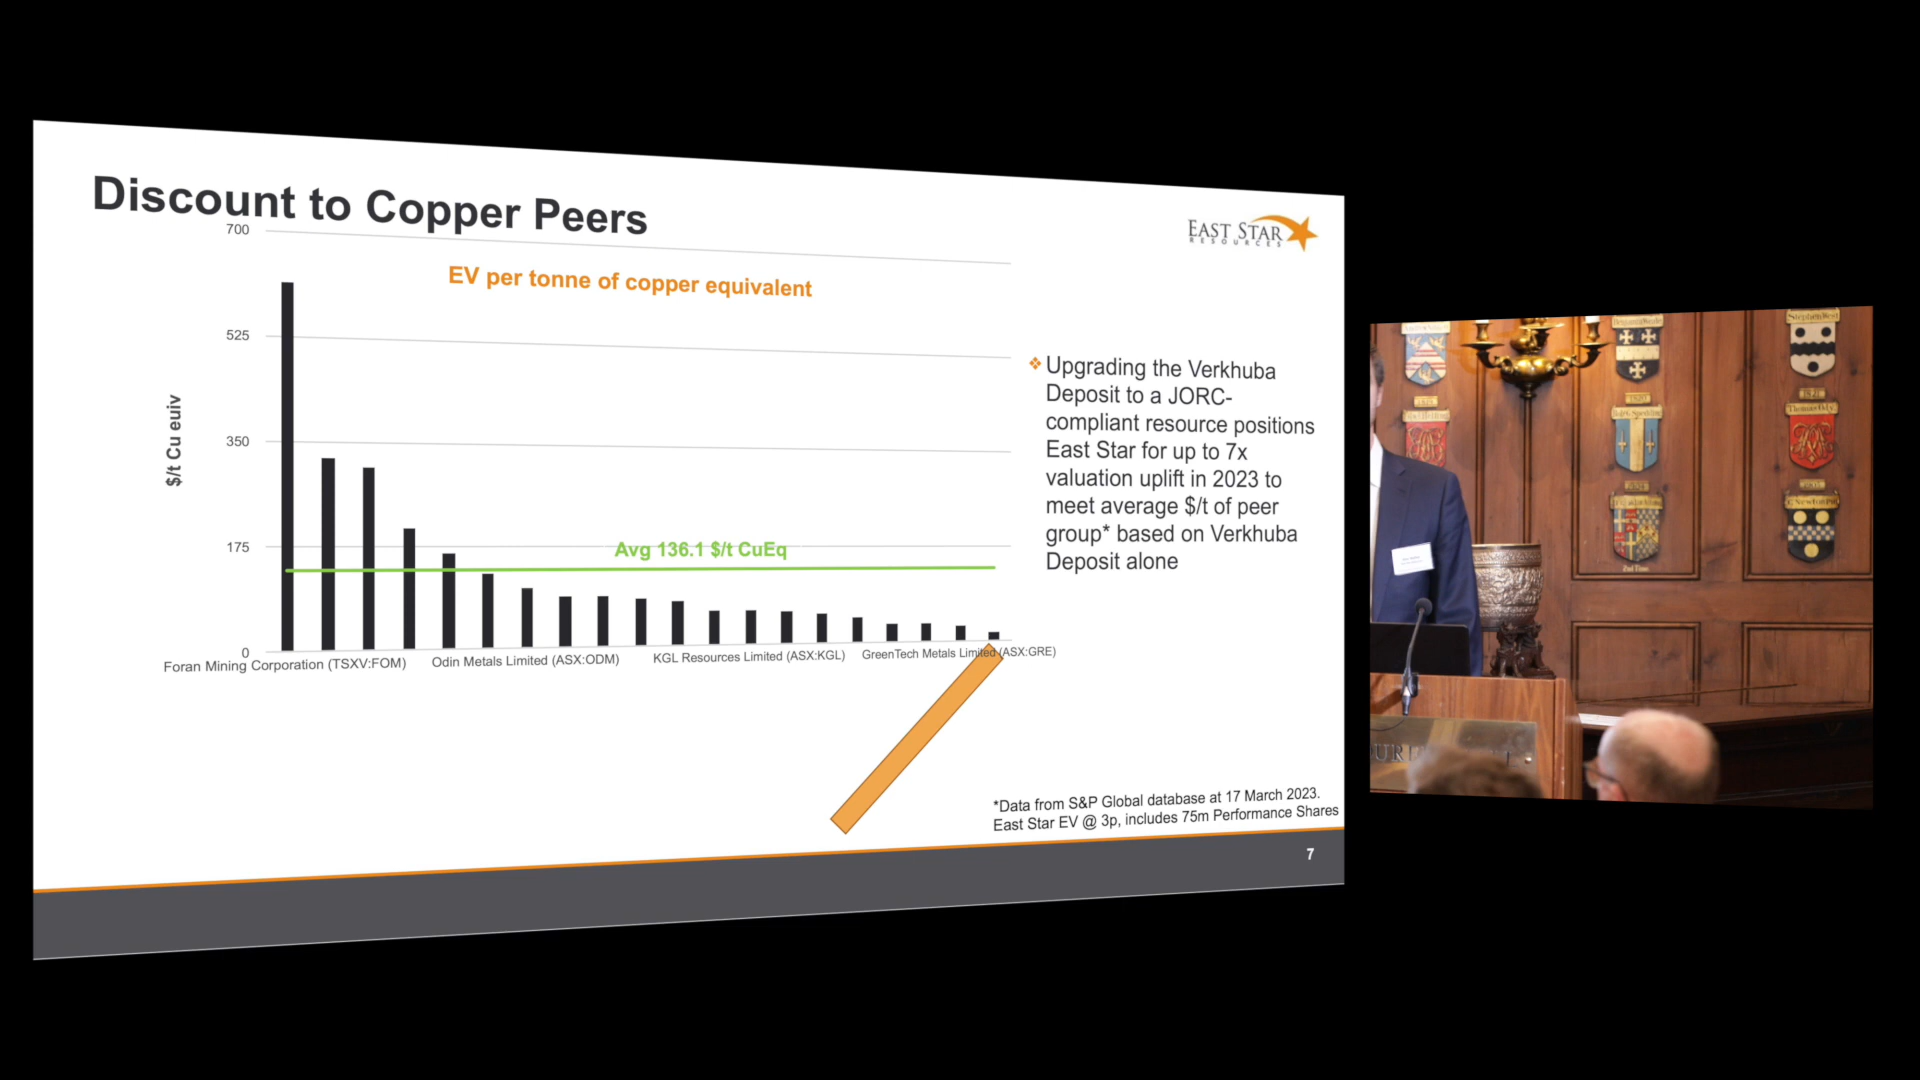 Discount to Copper Peers
EAST STAR
RESOURCES
EV per tonne of copper equivalent
700
525
350
175
0
$/t Cu euiv
Avg 136.1 $/t CuEq
Foran Mining Corporation (TSXV:FOM)
Odin Metals Limited (ASX:ODM)
KGL Resources Limited (ASX:KGL)
GreenTech Metals Limited (ASX:GRE)
Upgrading the Verkhuba
Deposit to a JORC-
compliant resource positions
East Star for up to 7x
valuation uplift in 2023 to
meet average $/t of peer
group* based on Verkhuba
Deposit alone
*Data from S&P Global database at 17 March 2023.
East Star EV @ 3p, includes 75m Performance Shares
7